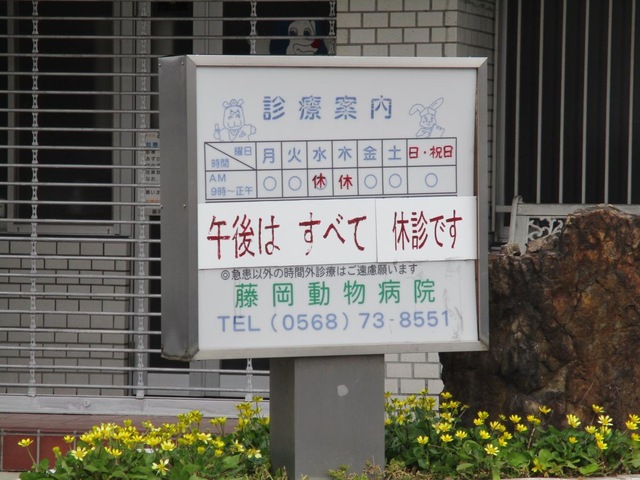 診療案内
曜日 月 火 水 木 金 土 日・祝日
時間
AM 9時〜正午 ○ ○ 休 休 ○ ○ ○
午後は すべて 休診です
◎急患以外の時間外診療はご遠慮願います
藤岡動物病院
TEL (0568) 73-8551